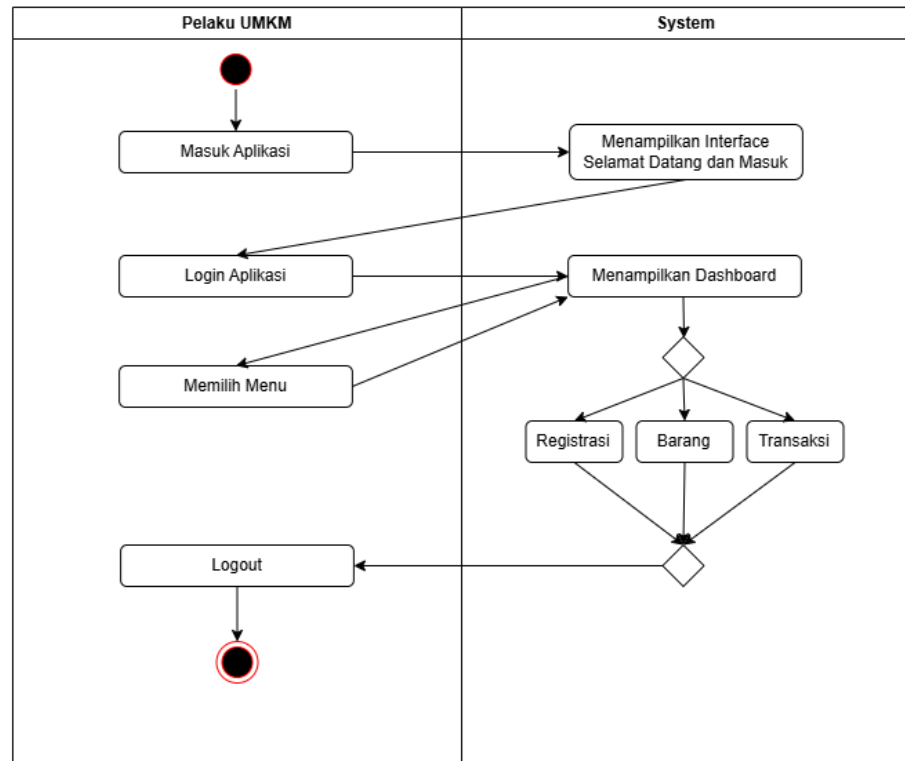 Pelaku UMKM
System
Masuk Aplikasi
Menampilkan Interface
Selamat Datang dan Masuk
Login Aplikasi
Menampilkan Dashboard
Memilih Menu
Registrasi
Barang
Transaksi
Logout